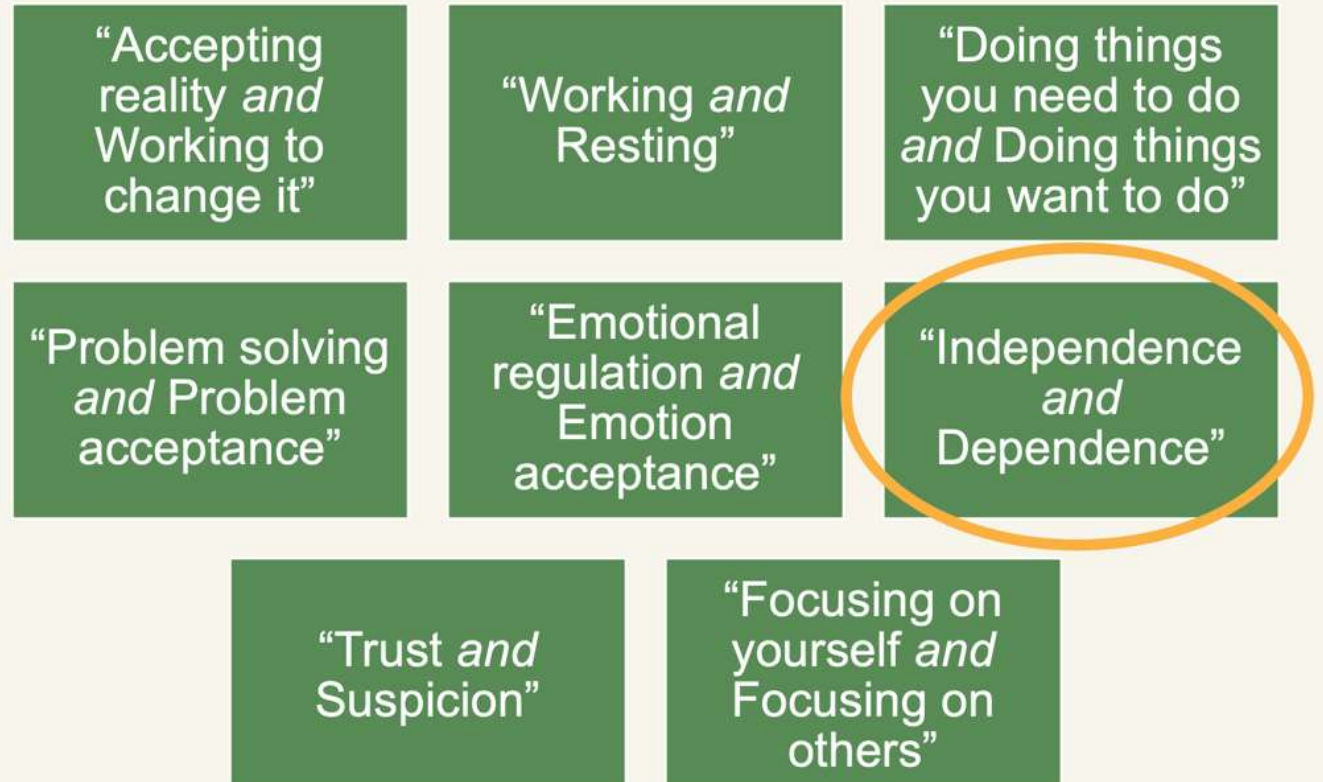 “Accepting
reality and
Working to
change it”
“Working and
Resting”
“Doing things
you need to do
and Doing things
you want to do”
“Problem solving
and Problem
acceptance”
“Emotional
regulation and
Emotion
acceptance”
“Independence
and
Dependence”
“Trust and
Suspicion”
“Focusing on
yourself and
Focusing on
others”